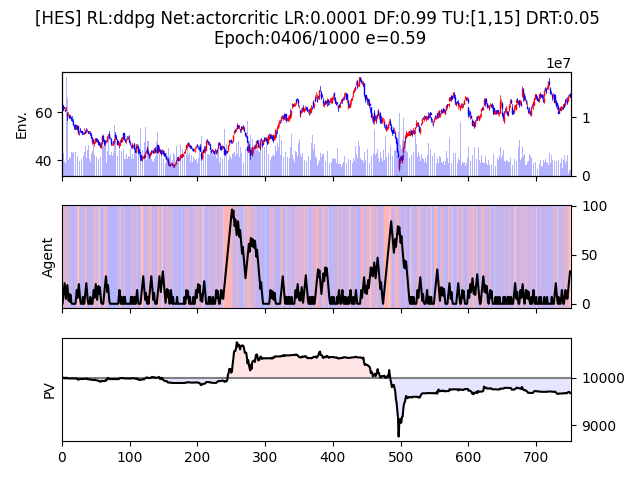 [HES] RL:ddpg Net:actorcritic LR:0.0001 DF:0.99 TU:[1,15] DRT:0.05
Epoch:0406/1000 e=0.59
1e7
Env.
60
40
1
0
Agent
100
50
0
PV
10000
9000
0 100 200 300 400 500 600 700